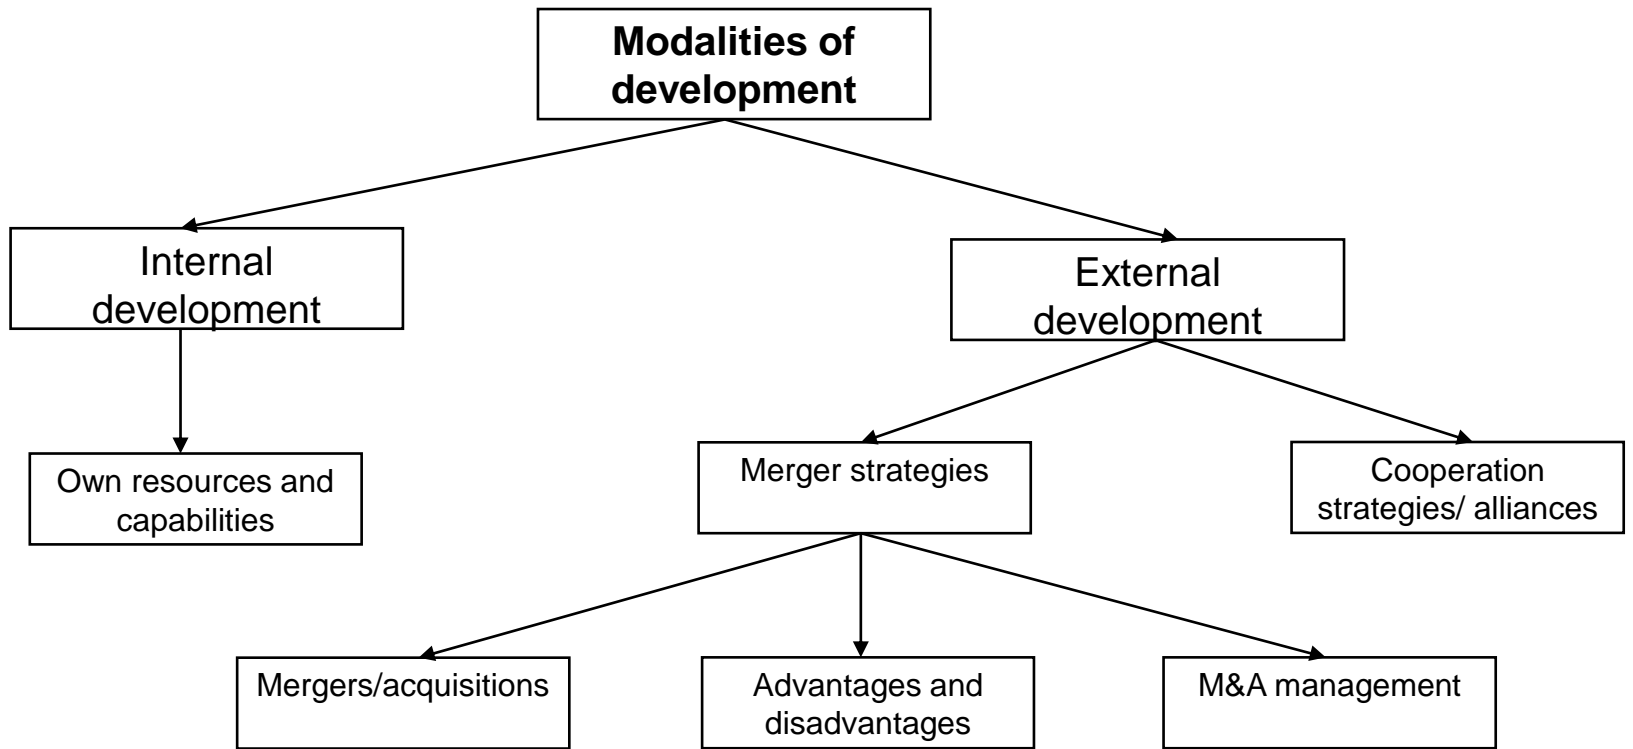 Modalities of
development
Internal
development
External
development
Own resources and
capabilities
Merger strategies
Cooperation
strategies/ alliances
Mergers/acquisitions
Advantages and
disadvantages
M&A management